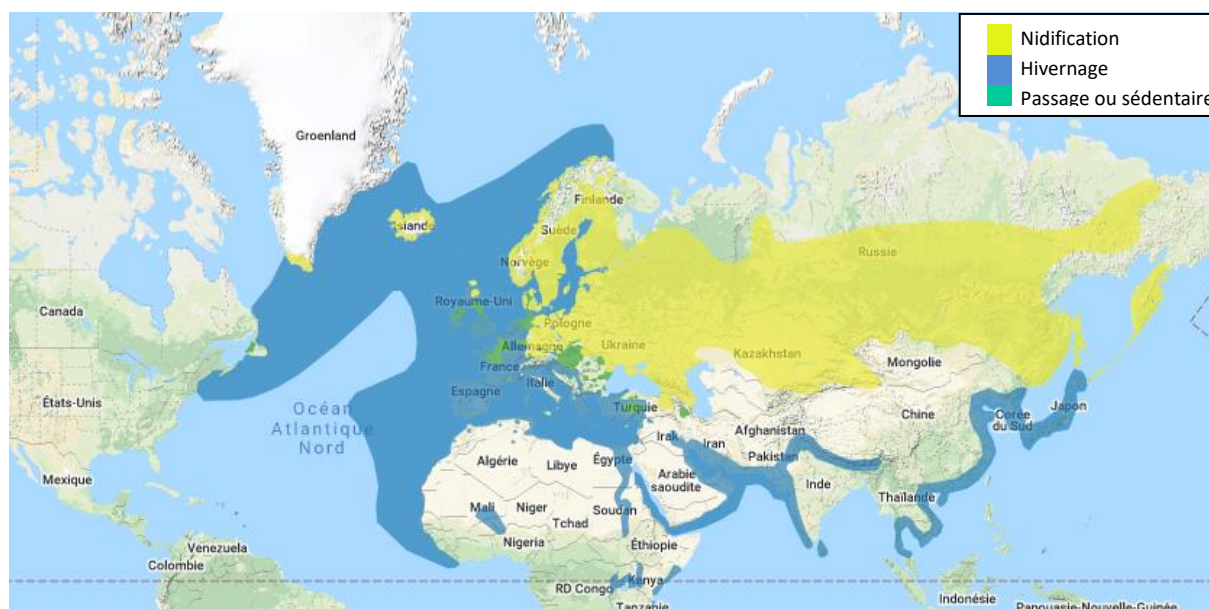 Nidification
Hivernage
Passage ou sédentaire
Groenland
Islande
Finlande
Suède
Norvège
Russie
Royaume-Uni
Canada
Pologne
Allemagne
Ukraine
Kazakhstan
Mongolie
France
Italie
Espagne
États-Unis
Océan
Atlantique
Nord
Turquie
Chine
Corée
du Sud
Japon
Afghanistan
Irak
Iran
Pakistan
Algérie
Libye
Égypte
Arabie
saoudite
Inde
Mexique
Thaïlande
Mali
Niger
Soudan
Tchad
Nigeria
Éthiopie
Venezuela
Colombie
RD Congo
Kenya
Tanzanie
Indonésie
Papouasie-Nouvelle-Guinée